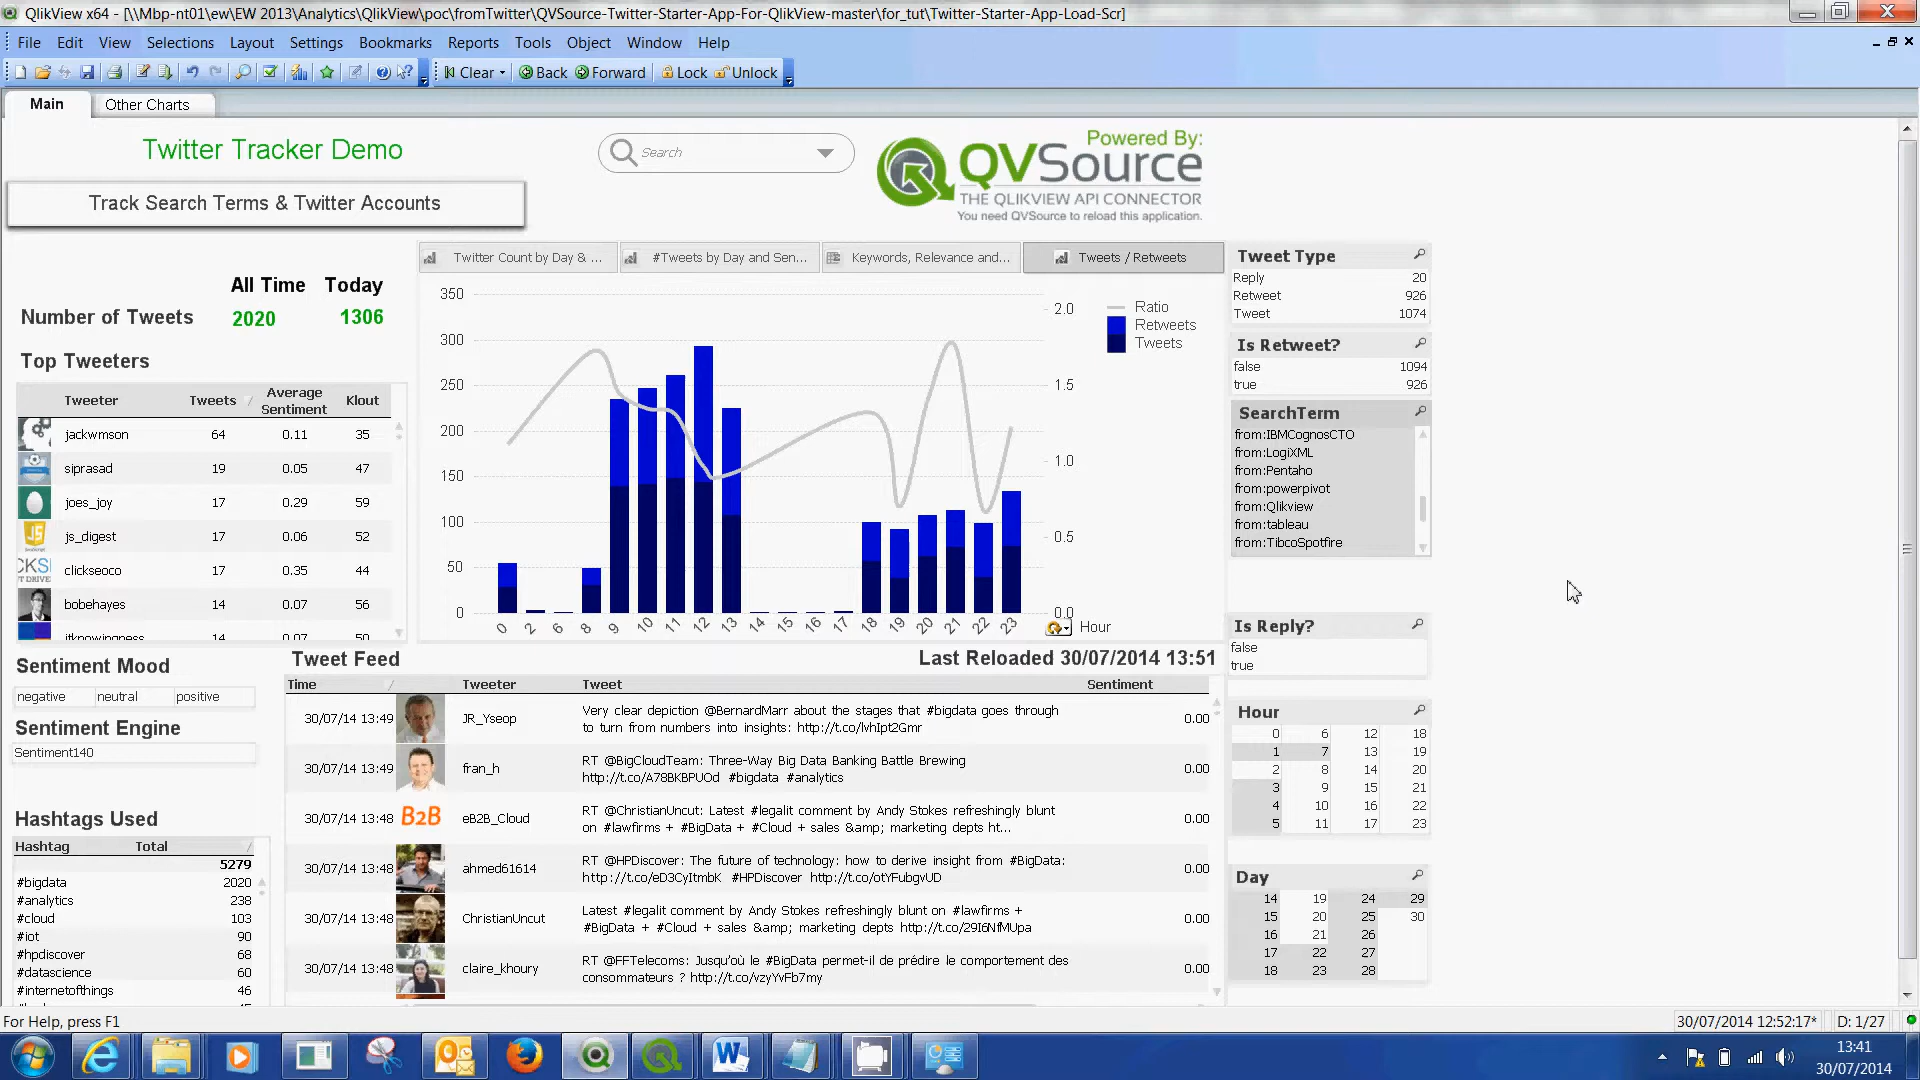 QlikView x64 - [\\Mbp-nt01\ew\EW 2013\Analytics\QlikView\poc\fromTwitter\QVSource-Twitter-Starter-App-For-QlikView-master\for_tut\Twitter-Starter-App-Load-Scr]
File Edit View Selections Layout Settings Bookmarks Reports Tools Object Window Help
Clear Back Forward Lock Unlock
Main Other Charts
Twitter Tracker Demo
Search
Powered By:
QVSource
THE QLIKVIEW API CONNECTOR
You need QVSource to reload this application.
Track Search Terms & Twitter Accounts
All Time Today
Number of Tweets 2020 1306
Top Tweeters
Tweeter Tweets Average Sentiment Klout
jackwmson 64 0.11 35
siprasad 19 0.05 47
joes_joy 17 0.29 59
js_digest 17 0.06 52
clickseoco 17 0.35 44
bobehayes 14 0.07 56
itknowingness 14 0.07 50
Twitter Count by Day & ... #Tweets by Day and Sen... Keywords, Relevance and... Tweets / Retweets
350
300
250
200
150
100
50
0
2.0
1.5
1.0
0.5
0.0
0 2 6 8 9 10 11 12 13 14 15 16 17 18 19 20 21 22 23
Hour
Ratio
Retweets
Tweets
Tweet Type
Reply 20
Retweet 926
Tweet 1074
Is Retweet?
false 1094
true 926
SearchTerm
from:IBMCognosCTO
from:LogiXML
from:Pentaho
from:powerpivot
from:Qlikview
from:tableau
from:TibcoSpotfire
Is Reply?
false
true
Hour
0 6 12 18
1 7 13 19
2 8 14 20
3 9 15 21
4 10 16 22
5 11 17 23
Day
14 19 24 29
15 20 25 30
16 21 26
17 22 27
18 23 28
Sentiment Mood
negative neutral positive
Sentiment Engine
Sentiment140
Hashtags Used
Hashtag Total
5279
#bigdata 2020
#analytics 238
#cloud 103
#iot 90
#hpdiscover 68
#datascience 60
#internetofthings 46
Tweet Feed Last Reloaded 30/07/2014 13:51
Time Tweeter Tweet Sentiment
30/07/14 13:49 JR_Yseop Very clear depiction @BernardMarr about the stages that #bigdata goes through 0.00
to turn from numbers into insights: http://t.co/lvhIpt2Gmr
30/07/14 13:49 fran_h RT @BigCloudTeam: Three-Way Big Data Banking Battle Brewing 0.00
http://t.co/A78BKBPUOd #bigdata #analytics
30/07/14 13:48 B2B eB2B_Cloud RT @ChristianUncut: Latest #legalit comment by Andy Stokes refreshingly blunt 0.00
on #lawfirms + #BigData + #Cloud + sales &amp; marketing depts ht...
30/07/14 13:48 ahmed61614 RT @HPDiscover: The future of technology: how to derive insight from #BigData: 0.00
http://t.co/eD3CyItmbK #HPDiscover http://t.co/otYFubgvUD
30/07/14 13:48 ChristianUncut Latest #legalit comment by Andy Stokes refreshingly blunt on #lawfirms + 0.00
#BigData + #Cloud + sales &amp; marketing depts http://t.co/29I6NfMUpa
30/07/14 13:48 claire_khoury RT @FFTelecoms: Jusqu'où le #BigData permet-il de prédire le comportement des 0.00
consommateurs ? http://t.co/vzyYvFb7my
For Help, press F1
30/07/2014 12:52:17* D: 1/27
13:41
30/07/2014